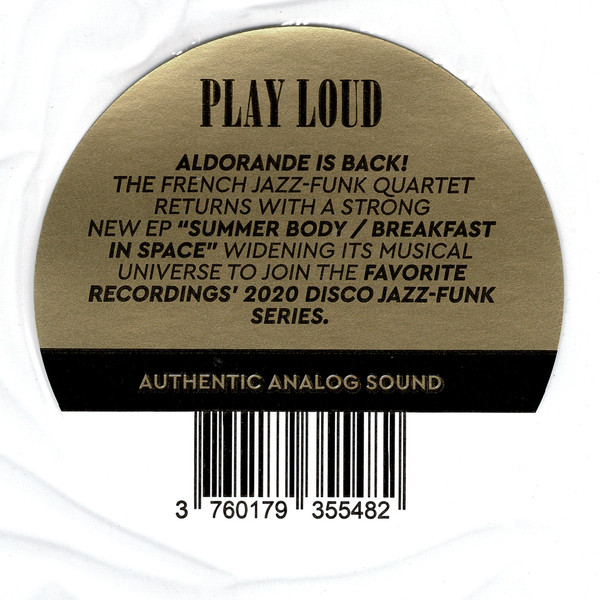 PLAY LOUD
ALDORANDE IS BACK!
THE FRENCH JAZZ-FUNK QUARTET
RETURNS WITH A STRONG
NEW EP “SUMMER BODY / BREAKFAST
IN SPACE” WIDENING ITS MUSICAL
UNIVERSE TO JOIN THE FAVORITE
RECORDINGS’ 2020 DISCO JAZZ-FUNK
SERIES.
AUTHENTIC ANALOG SOUND
3 760179 355482